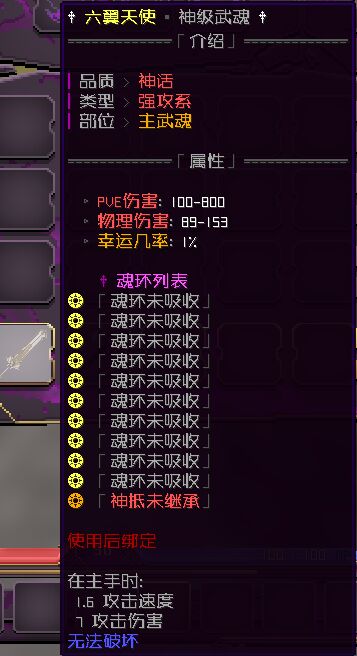 ✟ 六翼天使 · 神级武魂 ✟
「 介绍 」
品质 > 神话
类型 > 强攻系
部位 > 主武魂
「 属性 」
▹ PVE伤害: 100-800
▹ 物理伤害: 89-153
▹ 幸运几率: 1%
✟ 魂环列表
「 魂环未吸收 」
「 魂环未吸收 」
「 魂环未吸收 」
「 魂环未吸收 」
「 魂环未吸收 」
「 魂环未吸收 」
「 魂环未吸收 」
「 魂环未吸收 」
「 魂环未吸收 」
「 魂环未吸收 」
「 神抵未继承 」
使用后绑定
在主手时:
1.6 攻击速度
7 攻击伤害
无法破坏